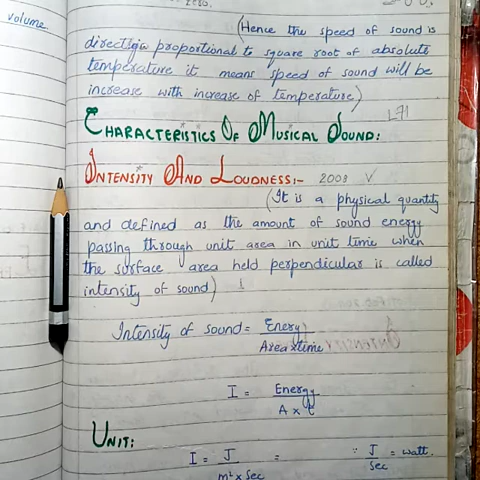 volume.
(Hence the speed of sound is
directlgiw proportional to square root of absolute
temperature it means speed of sound will be
increase with increase of temperature)
CHARACTERISTICS OF MUSICAL SOUND:
INTENSITY AND LOUDNESS:- 2008 V
(It is a physical quantity
and defined as the amount of sound energy
passing through unit area in unit time when
the surface area held perpendicular is called
intensity of sound)
Intensity of sound = Energy / Area x time
I = Energy / A x t
UNIT:
I = J / m² x sec = ∵ J / sec = watt.